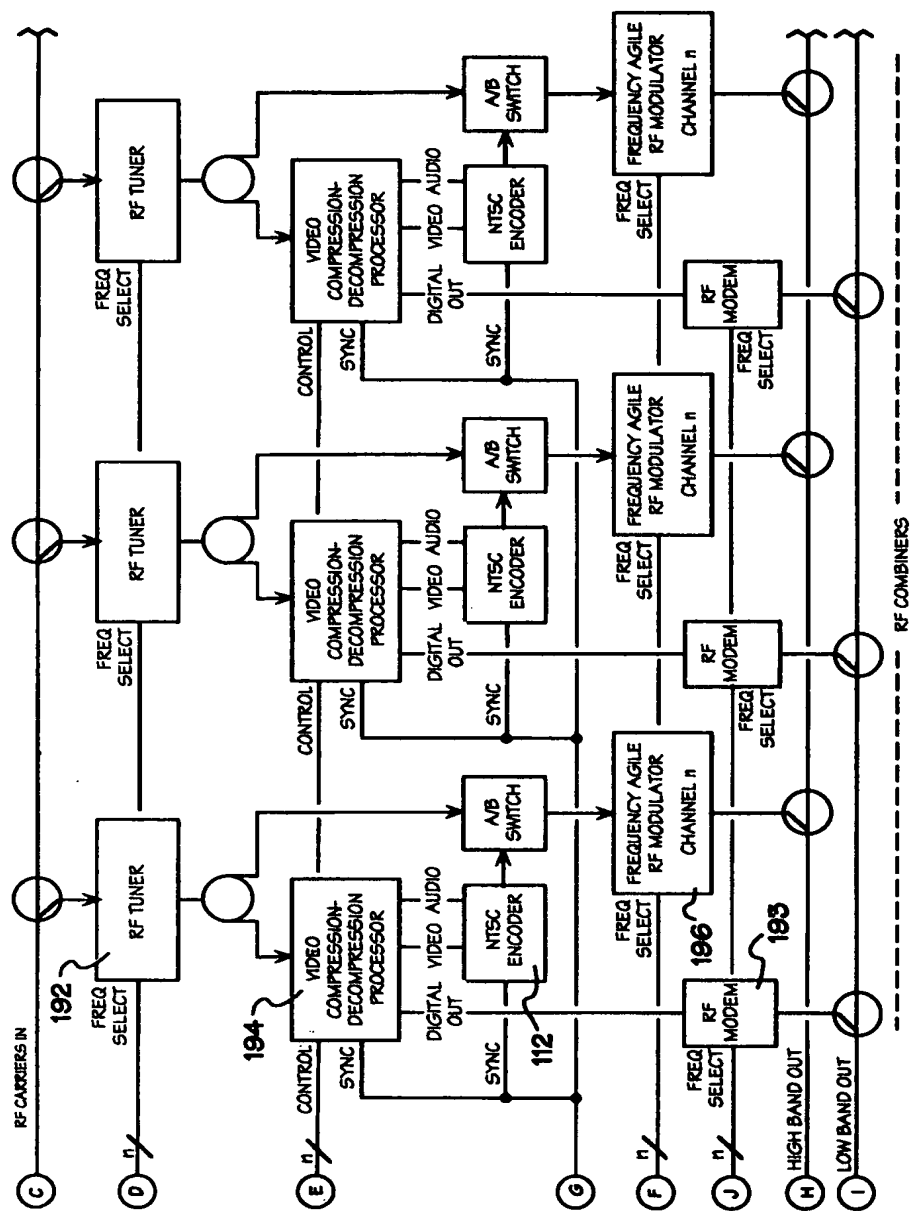 C
RF CARRIERS IN
192
RF TUNER
RF TUNER
RF TUNER
FREQ
SELECT
FREQ
SELECT
FREQ
SELECT
D
n
194
VIDEO
COMPRESSION-
DECOMPRESSION
PROCESSOR
VIDEO
COMPRESSION-
DECOMPRESSION
PROCESSOR
VIDEO
COMPRESSION-
DECOMPRESSION
PROCESSOR
E
n
CONTROL
SYNC
CONTROL
SYNC
CONTROL
SYNC
DIGITAL
OUT
VIDEO
AUDIO
DIGITAL
OUT
VIDEO
AUDIO
DIGITAL
OUT
VIDEO
AUDIO
SYNC
NTSC
ENCODER
A/B
SWITCH
SYNC
NTSC
ENCODER
A/B
SWITCH
SYNC
NTSC
ENCODER
A/B
SWITCH
112
G
F
n
FREQ
SELECT
FREQUENCY AGILE
RF MODULATOR
CHANNEL n
FREQ
SELECT
FREQUENCY AGILE
RF MODULATOR
CHANNEL n
FREQ
SELECT
FREQUENCY AGILE
RF MODULATOR
CHANNEL n
196
193
J
n
FREQ
SELECT
RF
MODEM
FREQ
SELECT
RF
MODEM
FREQ
SELECT
RF
MODEM
H
HIGH BAND OUT
I
LOW BAND OUT
RF COMBINERS